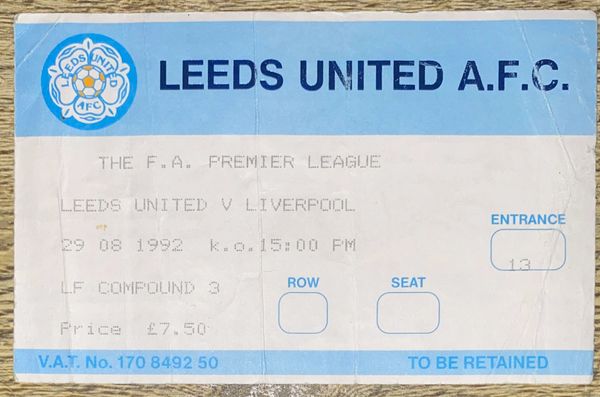 LEEDS UNITED AFC
LEEDS UNITED A.F.C.
THE F.A. PREMIER LEAGUE
LEEDS UNITED V LIVERPOOL
29 08 1992 k.o.15:00 PM
ENTRANCE
13
LF COMPOUND 3
ROW
SEAT
Price £7.50
V.A.T. No. 170 8492 50
TO BE RETAINED